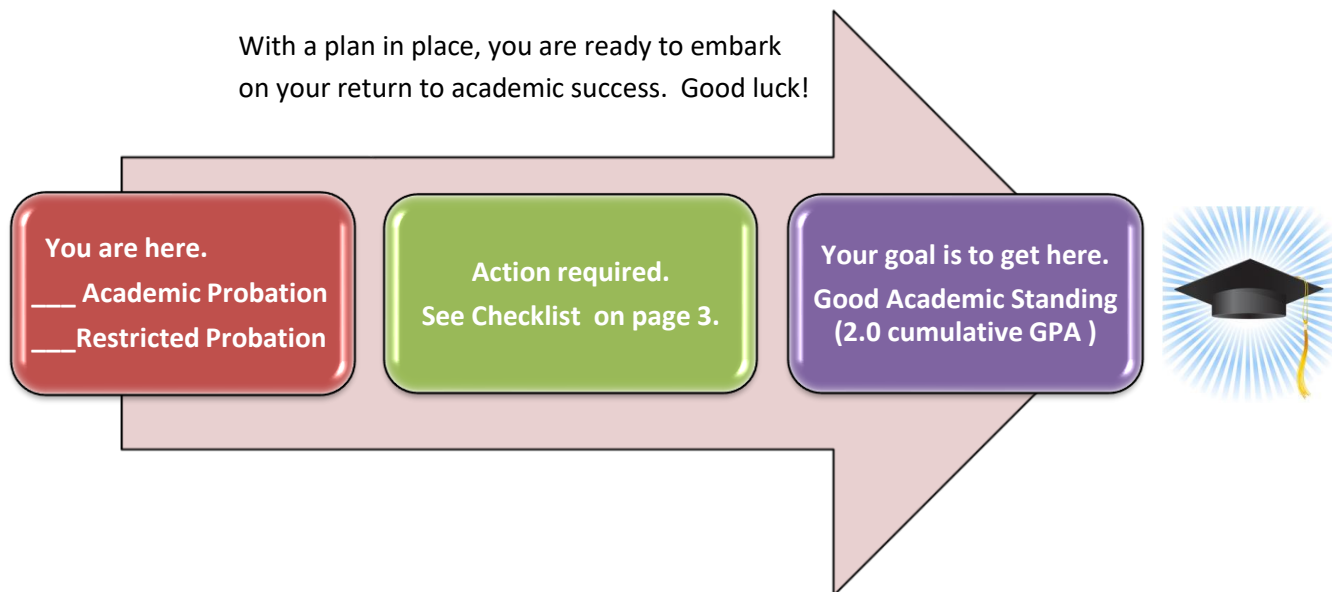 With a plan in place, you are ready to embark
on your return to academic success.  Good luck!
You are here.
___ Academic Probation
___Restricted Probation
Action required.
See Checklist  on page 3.
Your goal is to get here.
Good Academic Standing
(2.0 cumulative GPA )